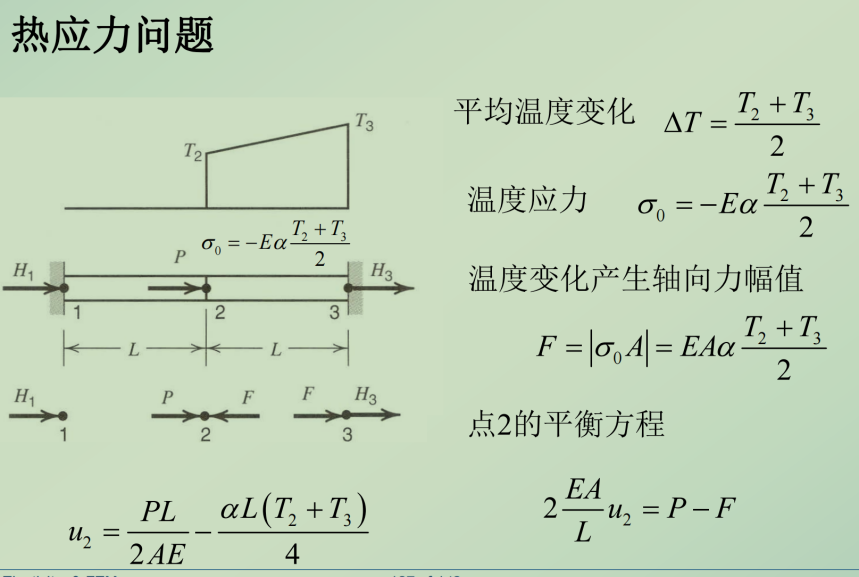 热应力问题
T₃
T₂
平均温度变化 ΔT = (T₂ + T₃) / 2
温度应力 σ₀ = −Eα (T₂ + T₃) / 2
P σ₀ = −Eα (T₂ + T₃) / 2
H₁ H₃
1 2 3
温度变化产生轴向力幅值
F = |σ₀A| = EAα (T₂ + T₃) / 2
L L
H₁ P F F H₃
1 2 3
点2的平衡方程
2 (EA / L) u₂ = P − F
u₂ = PL / 2AE − αL(T₂ + T₃) / 4